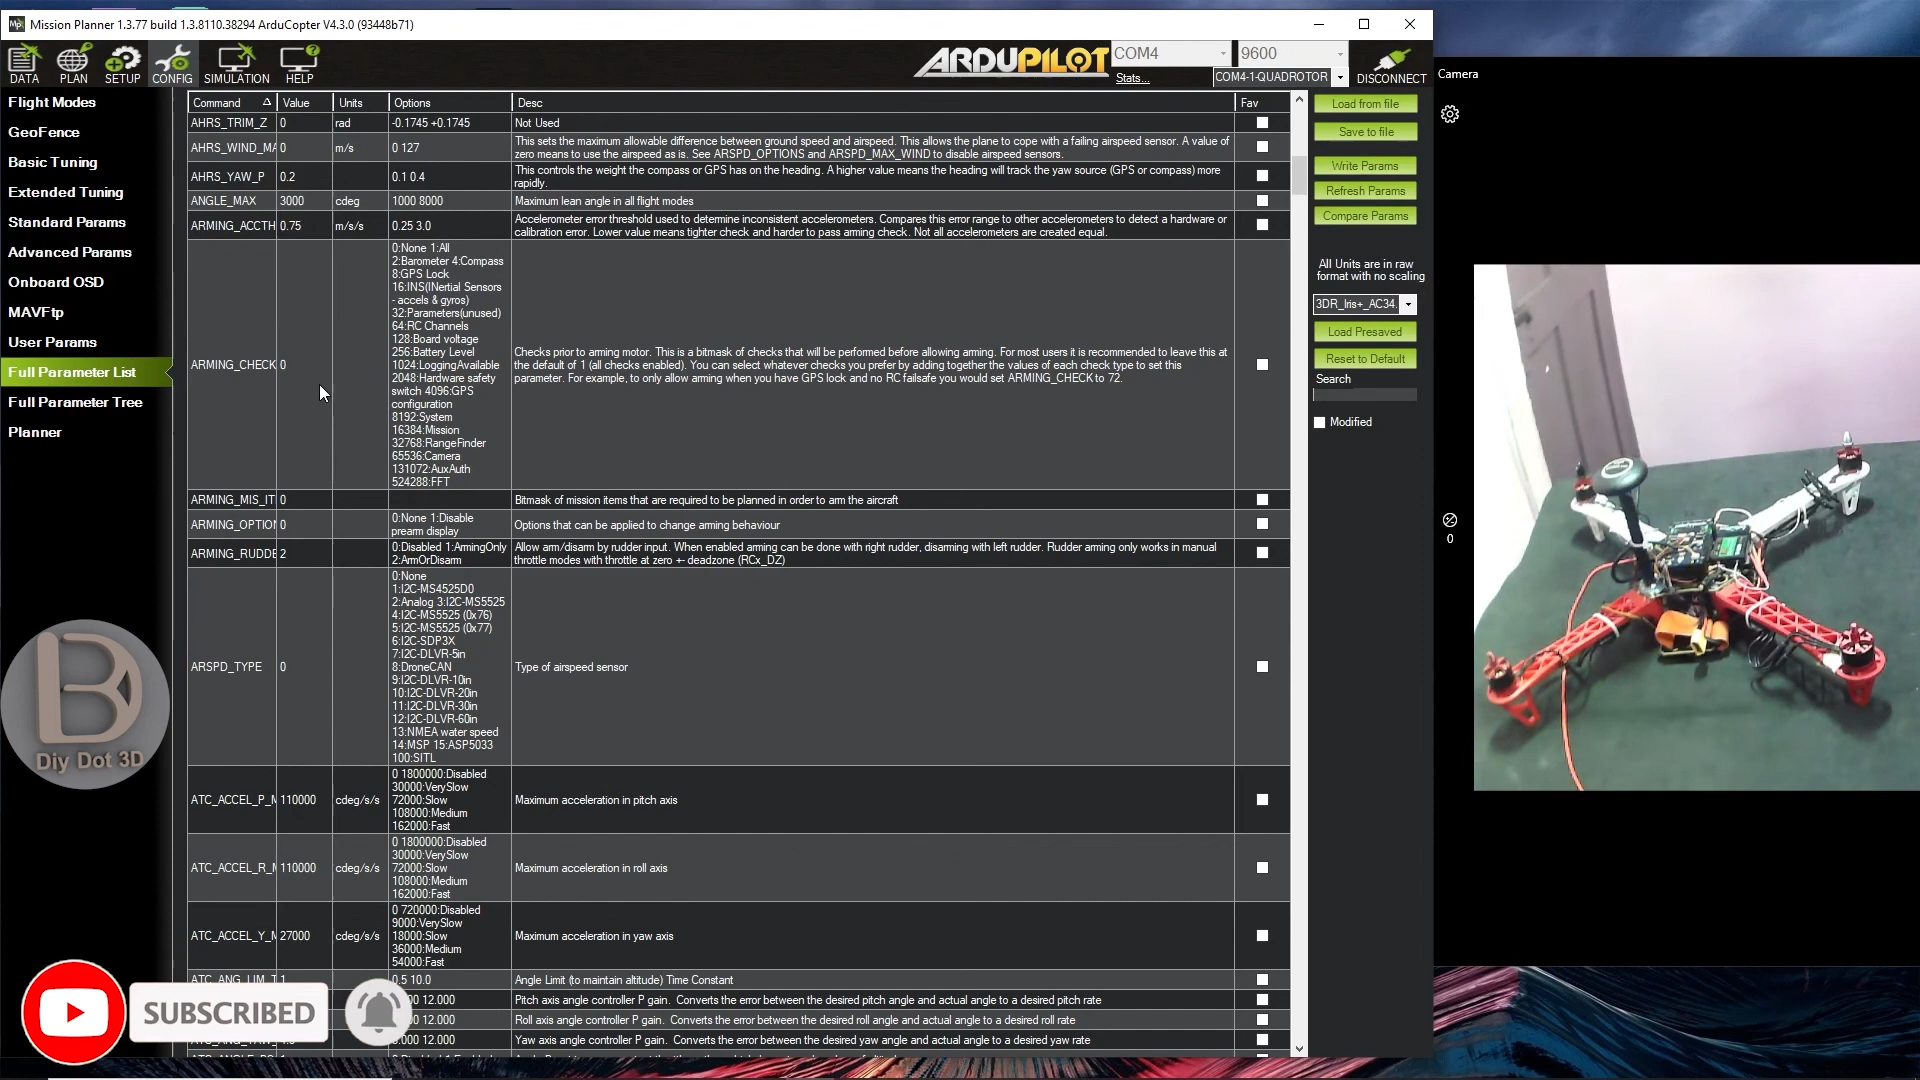 Mission Planner 1.3.77 build 1.3.8110.38294 ArduCopter V4.3.0 (93448b71)
DATA PLAN SETUP CONFIG SIMULATION HELP
ARDUPILOT
COM4 9600
Stats... COM4-1-QUADROTOR DISCONNECT
Camera
0
Flight Modes
GeoFence
Basic Tuning
Extended Tuning
Standard Params
Advanced Params
Onboard OSD
MAVFtp
User Params
Full Parameter List
Full Parameter Tree
Planner
Command Value Units Options Desc Fav
AHRS_TRIM_Z 0 rad -0.1745 +0.1745 Not Used
AHRS_WIND_MA 0 m/s 0 127
This sets the maximum allowable difference between ground speed and airspeed. This allows the plane to cope with a failing airspeed sensor. A value of
zero means to use the airspeed as is. See ARSPD_OPTIONS and ARSPD_MAX_WIND to disable airspeed sensors.
AHRS_YAW_P 0.2 0.1 0.4
This controls the weight the compass or GPS has on the heading. A higher value means the heading will track the yaw source (GPS or compass) more
rapidly.
ANGLE_MAX 3000 cdeg 1000 8000 Maximum lean angle in all flight modes
ARMING_ACCTH 0.75 m/s/s 0.25 3.0
Accelerometer error threshold used to determine inconsistent accelerometers. Compares this error range to other accelerometers to detect a hardware or
calibration error. Lower value means tighter check and harder to pass arming check. Not all accelerometers are created equal.
ARMING_CHECK 0
0:None 1:All
2:Barometer 4:Compass
8:GPS Lock
16:INS(INertial Sensors
- accels & gyros)
32:Parameters(unused)
64:RC Channels
128:Board voltage
256:Battery Level
1024:LoggingAvailable
2048:Hardware safety
switch 4096:GPS
configuration
8192:System
16384:Mission
32768:RangeFinder
65536:Camera
131072:AuxAuth
524288:FFT
Checks prior to arming motor. This is a bitmask of checks that will be performed before allowing arming. For most users it is recommended to leave this at
the default of 1 (all checks enabled). You can select whatever checks you prefer by adding together the values of each check type to set this
parameter. For example, to only allow arming when you have GPS lock and no RC failsafe you would set ARMING_CHECK to 72.
ARMING_MIS_IT 0 Bitmask of mission items that are required to be planned in order to arm the aircraft
ARMING_OPTION 0
0:None 1:Disable
prearm display
Options that can be applied to change arming behaviour
ARMING_RUDDE 2
0:Disabled 1:ArmingOnly
2:ArmOrDisarm
Allow arm/disarm by rudder input. When enabled arming can be done with right rudder, disarming with left rudder. Rudder arming only works in manual
throttle modes with throttle at zero +- deadzone (RCx_DZ)
ARSPD_TYPE 0
0:None
1:I2C-MS4525D0
2:Analog 3:I2C-MS5525
4:I2C-MS5525 (0x76)
5:I2C-MS5525 (0x77)
6:I2C-SDP3X
7:I2C-DLVR-5in
8:DroneCAN
9:I2C-DLVR-10in
10:I2C-DLVR-20in
11:I2C-DLVR-30in
12:I2C-DLVR-60in
13:NMEA water speed
14:MSP 15:ASP5033
100:SITL
Type of airspeed sensor
ATC_ACCEL_P_M 110000 cdeg/s/s
0 1800000:Disabled
30000:VerySlow
72000:Slow
108000:Medium
162000:Fast
Maximum acceleration in pitch axis
ATC_ACCEL_R_M 110000 cdeg/s/s
0 1800000:Disabled
30000:VerySlow
72000:Slow
108000:Medium
162000:Fast
Maximum acceleration in roll axis
ATC_ACCEL_Y_M 27000 cdeg/s/s
0 720000:Disabled
9000:VerySlow
18000:Slow
36000:Medium
54000:Fast
Maximum acceleration in yaw axis
ATC_ANG_LIM_T 1 0.5 10.0 Angle Limit (to maintain altitude) Time Constant
12.000 Pitch axis angle controller P gain. Converts the error between the desired pitch angle and actual angle to a desired pitch rate
12.000 Roll axis angle controller P gain. Converts the error between the desired roll angle and actual angle to a desired roll rate
12.000 Yaw axis angle controller P gain. Converts the error between the desired yaw angle and actual angle to a desired yaw rate
Load from file
Save to file
Write Params
Refresh Params
Compare Params
All Units are in raw
format with no scaling
3DR_Iris+_AC34.
Load Presaved
Reset to Default
Search
Modified
Diy Dot 3D
SUBSCRIBED